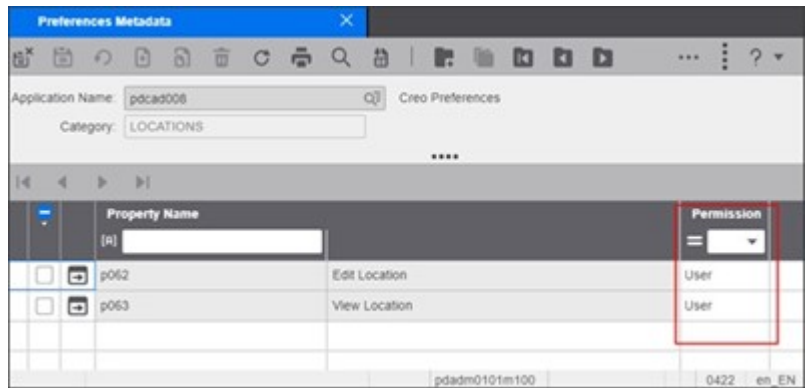 Preferences Metadata
Application Name: pdcad008 Creo Preferences
Category: LOCATIONS
Property Name Permission
[A]
p062 Edit Location User
p063 View Location User
pdadm0101m100 0422 en_EN